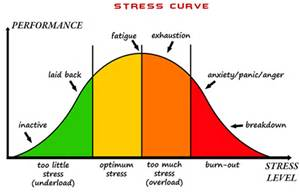 STRESS CURVE
PERFORMANCE
fatigue
exhaustion
laid back
anxiety/panic/anger
inactive
breakdown
too little
stress
(underload)
optimum
stress
too much
stress
(overload)
burn-out
STRESS
LEVEL